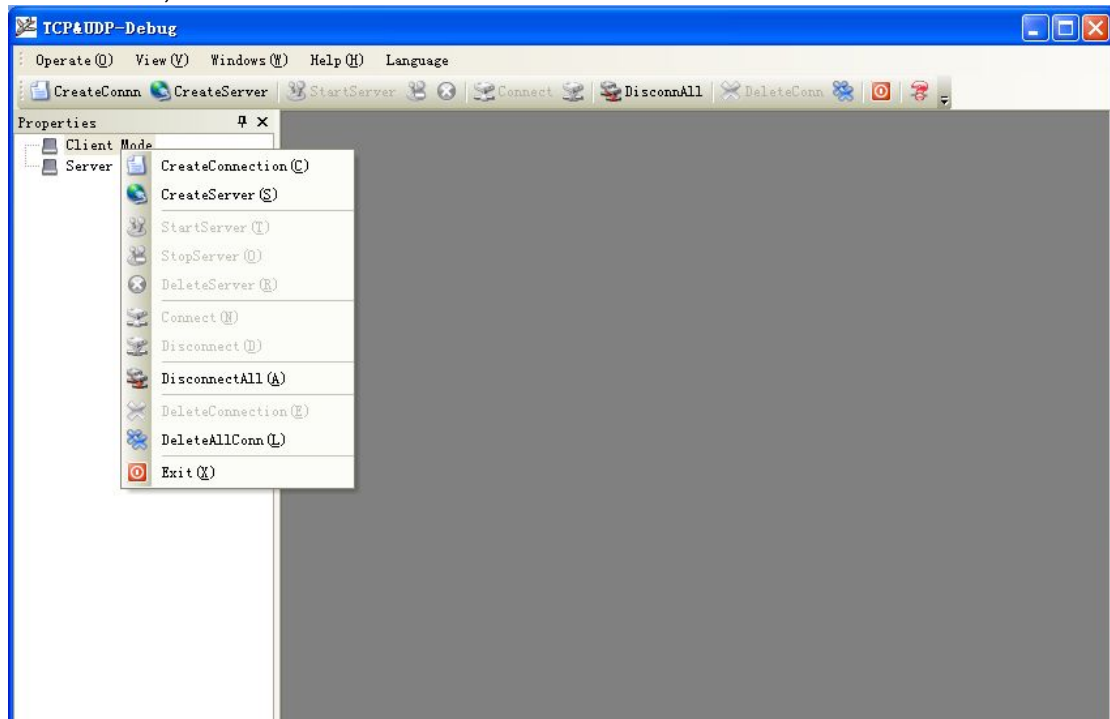 TCP&UDP-Debug
Operate(O) View(V) Windows(W) Help(H) Language
CreateConnn CreateServer StartServer Connect DisconnAll DeleteConn
Properties
Client Mode
Server
CreateConnection(C)
CreateServer(S)
StartServer(T)
StopServer(O)
DeleteServer(R)
Connect(N)
Disconnect(D)
DisconnectAll(A)
DeleteConnection(E)
DeleteAllConn(L)
Exit(X)